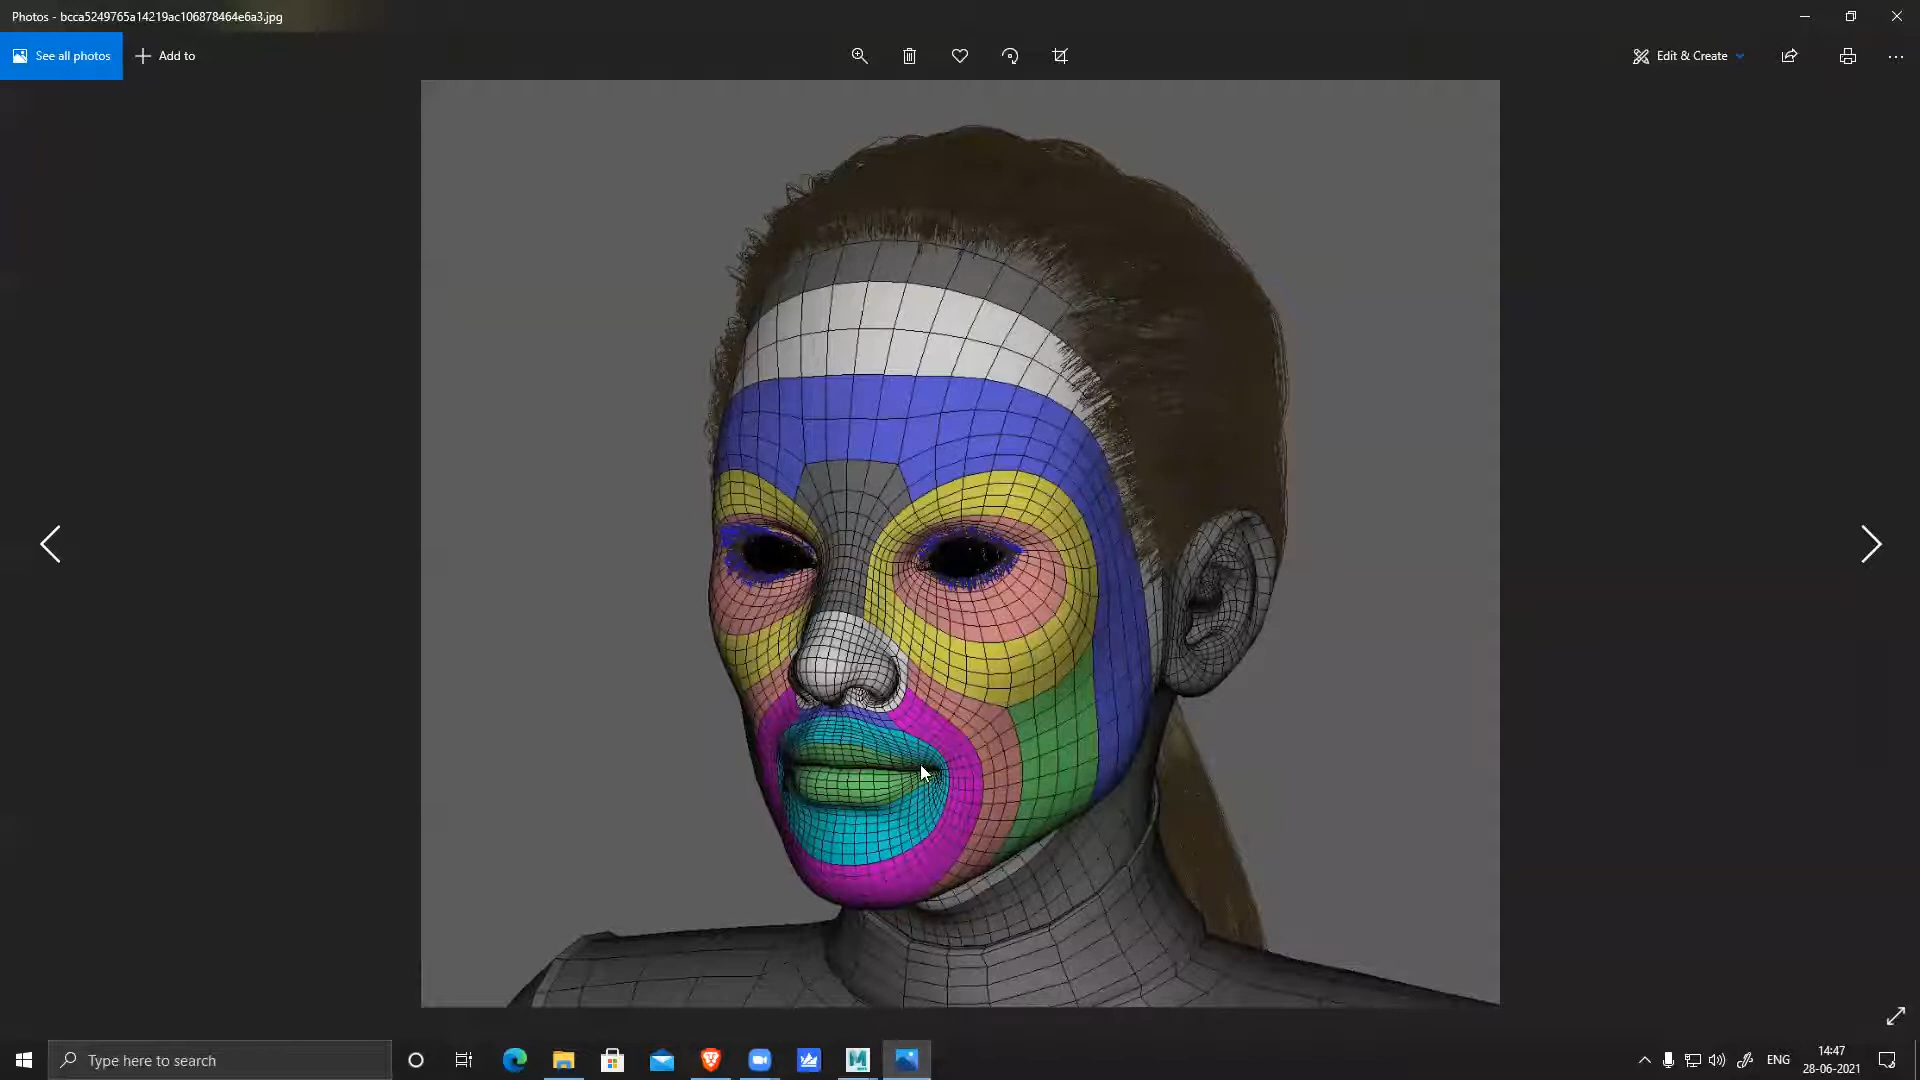 Photos - bcca5249765a14219ac106878464e6a3.jpg
See all photos
Add to
Edit & Create
Type here to search
ENG
14:47
28-06-2021